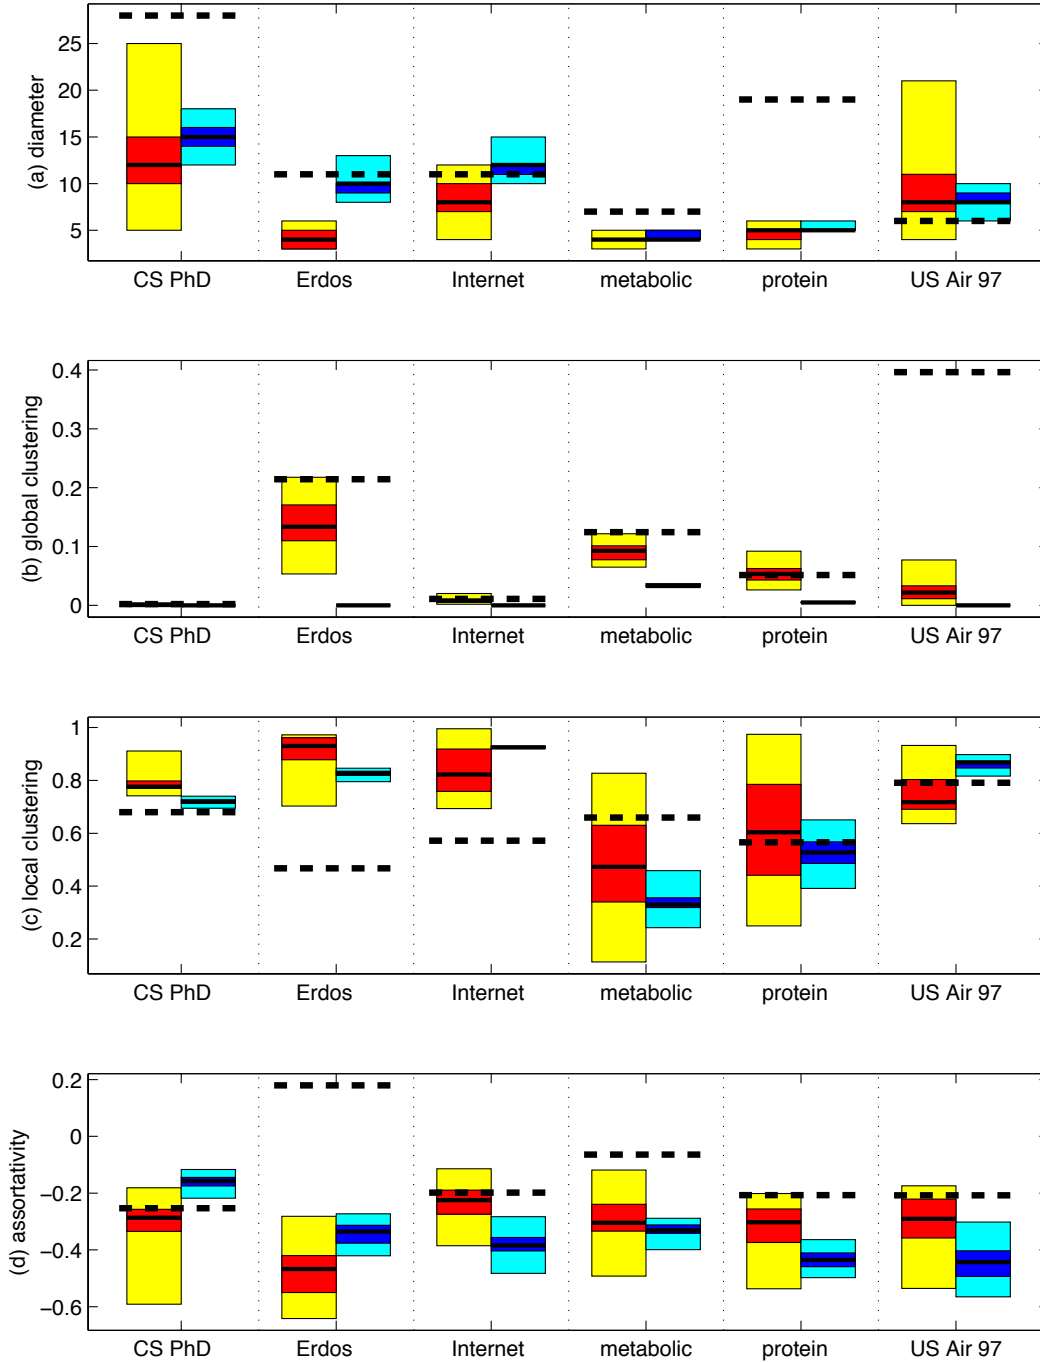 (a) diameter
25
20
15
10
5
CS PhD Erdos Internet metabolic protein US Air 97
(b) global clustering
0.4
0.3
0.2
0.1
0
CS PhD Erdos Internet metabolic protein US Air 97
(c) local clustering
1
0.8
0.6
0.4
0.2
CS PhD Erdos Internet metabolic protein US Air 97
(d) assortativity
0.2
0
−0.2
−0.4
−0.6
CS PhD Erdos Internet metabolic protein US Air 97